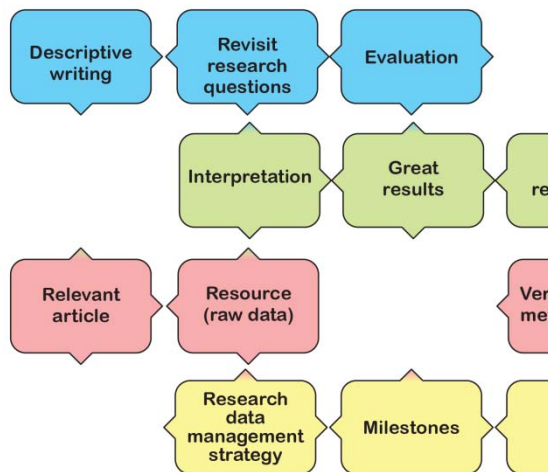 Descriptive
writing
Revisit
research
questions
Evaluation
Interpretation
Great
results
Relevant
article
Resource
(raw data)
Research
data
management
strategy
Milestones